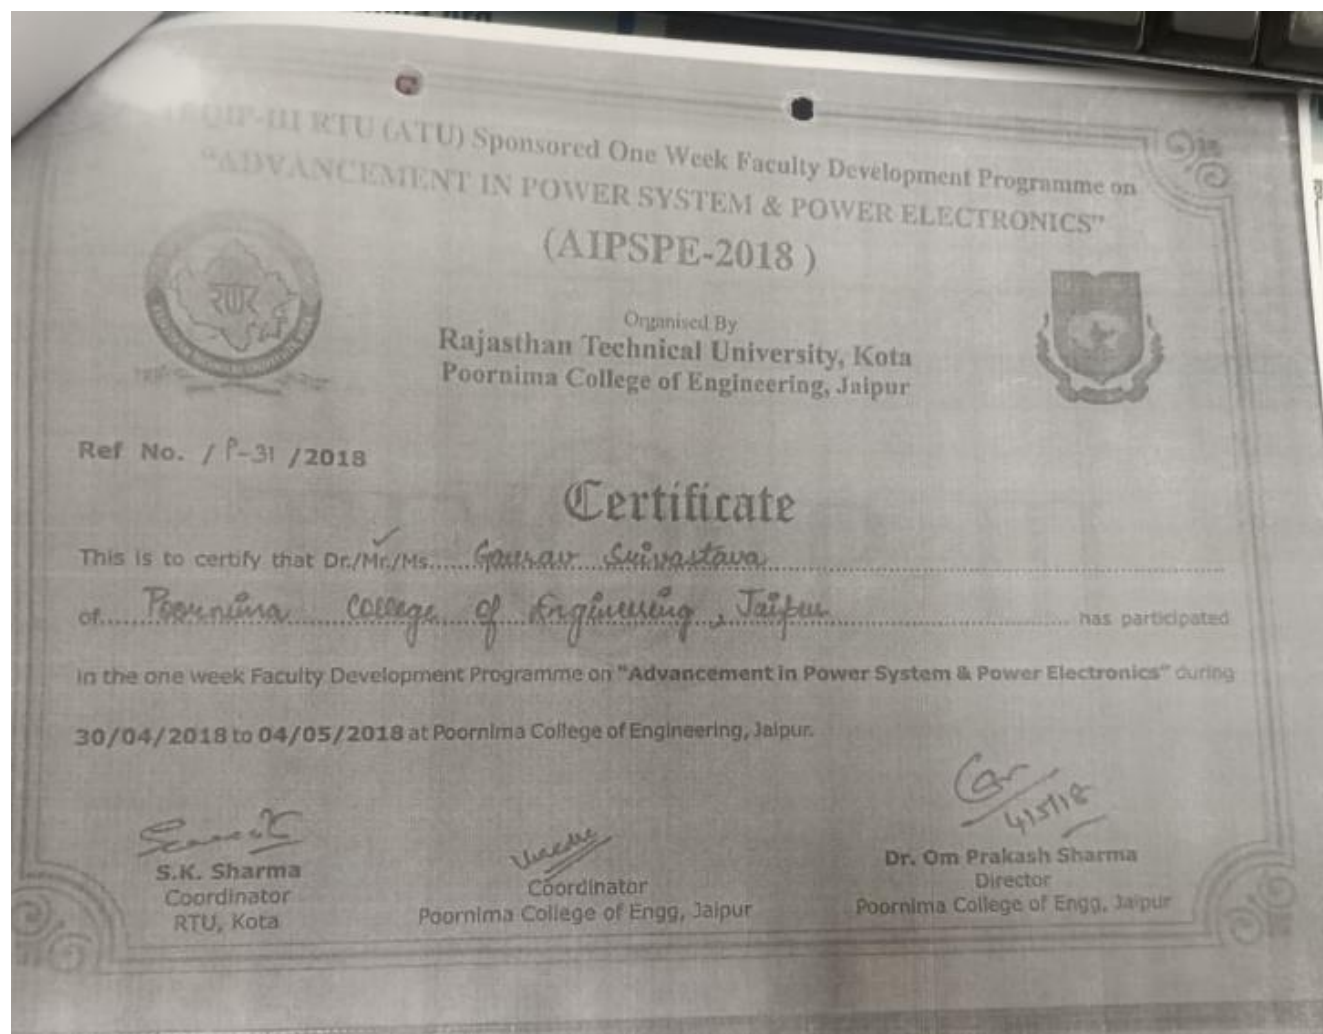 TEQIP-III RTU (ATU) Sponsored One Week Faculty Development Programme on
"ADVANCEMENT IN POWER SYSTEM & POWER ELECTRONICS"
(AIPSPE-2018 )
Organised By
Rajasthan Technical University, Kota
Poornima College of Engineering, Jaipur
Ref No. / P-31 /2018
Certificate
This is to certify that Dr./Mr./Ms..... Gourav Srivastava
of..... Poornima College of Engineering, Jaipur ..... has participated
in the one week Faculty Development Programme on "Advancement in Power System & Power Electronics" during
30/04/2018 to 04/05/2018 at Poornima College of Engineering, Jaipur.
4/5/18
S.K. Sharma
Coordinator
RTU, Kota
Coordinator
Poornima College of Engg, Jaipur
Dr. Om Prakash Sharma
Director
Poornima College of Engg, Jaipur